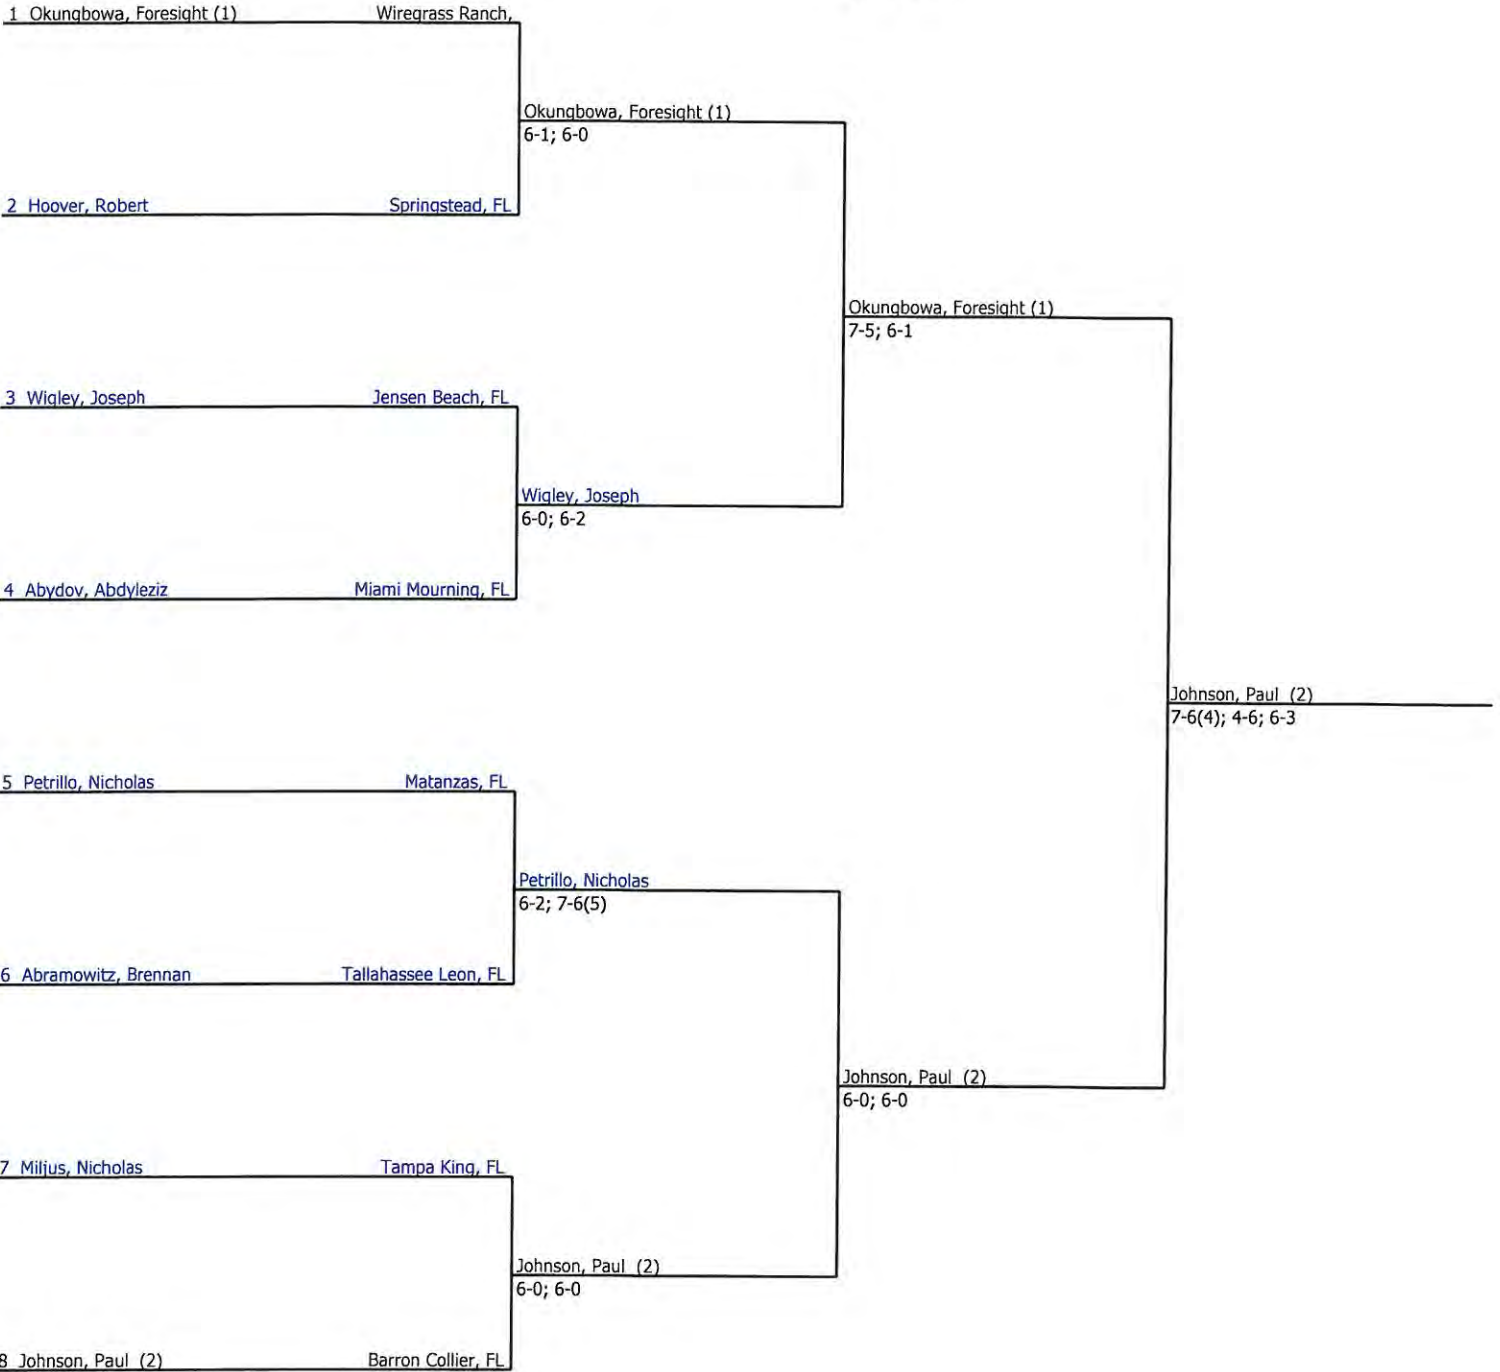 1 Okungbowa, Foresight (1) Wiregrass Ranch,
Okungbowa, Foresight (1)
6-1; 6-0
2 Hoover, Robert Springstead, FL
Okungbowa, Foresight (1)
7-5; 6-1
3 Wigley, Joseph Jensen Beach, FL
Wigley, Joseph
6-0; 6-2
4 Abydov, Abdyleziz Miami Mourning, FL
Johnson, Paul (2)
7-6(4); 4-6; 6-3
5 Petrillo, Nicholas Matanzas, FL
Petrillo, Nicholas
6-2; 7-6(5)
6 Abramowitz, Brennan Tallahassee Leon, FL
Johnson, Paul (2)
6-0; 6-0
7 Miljus, Nicholas Tampa King, FL
Johnson, Paul (2)
6-0; 6-0
8 Johnson, Paul (2) Barron Collier, FL